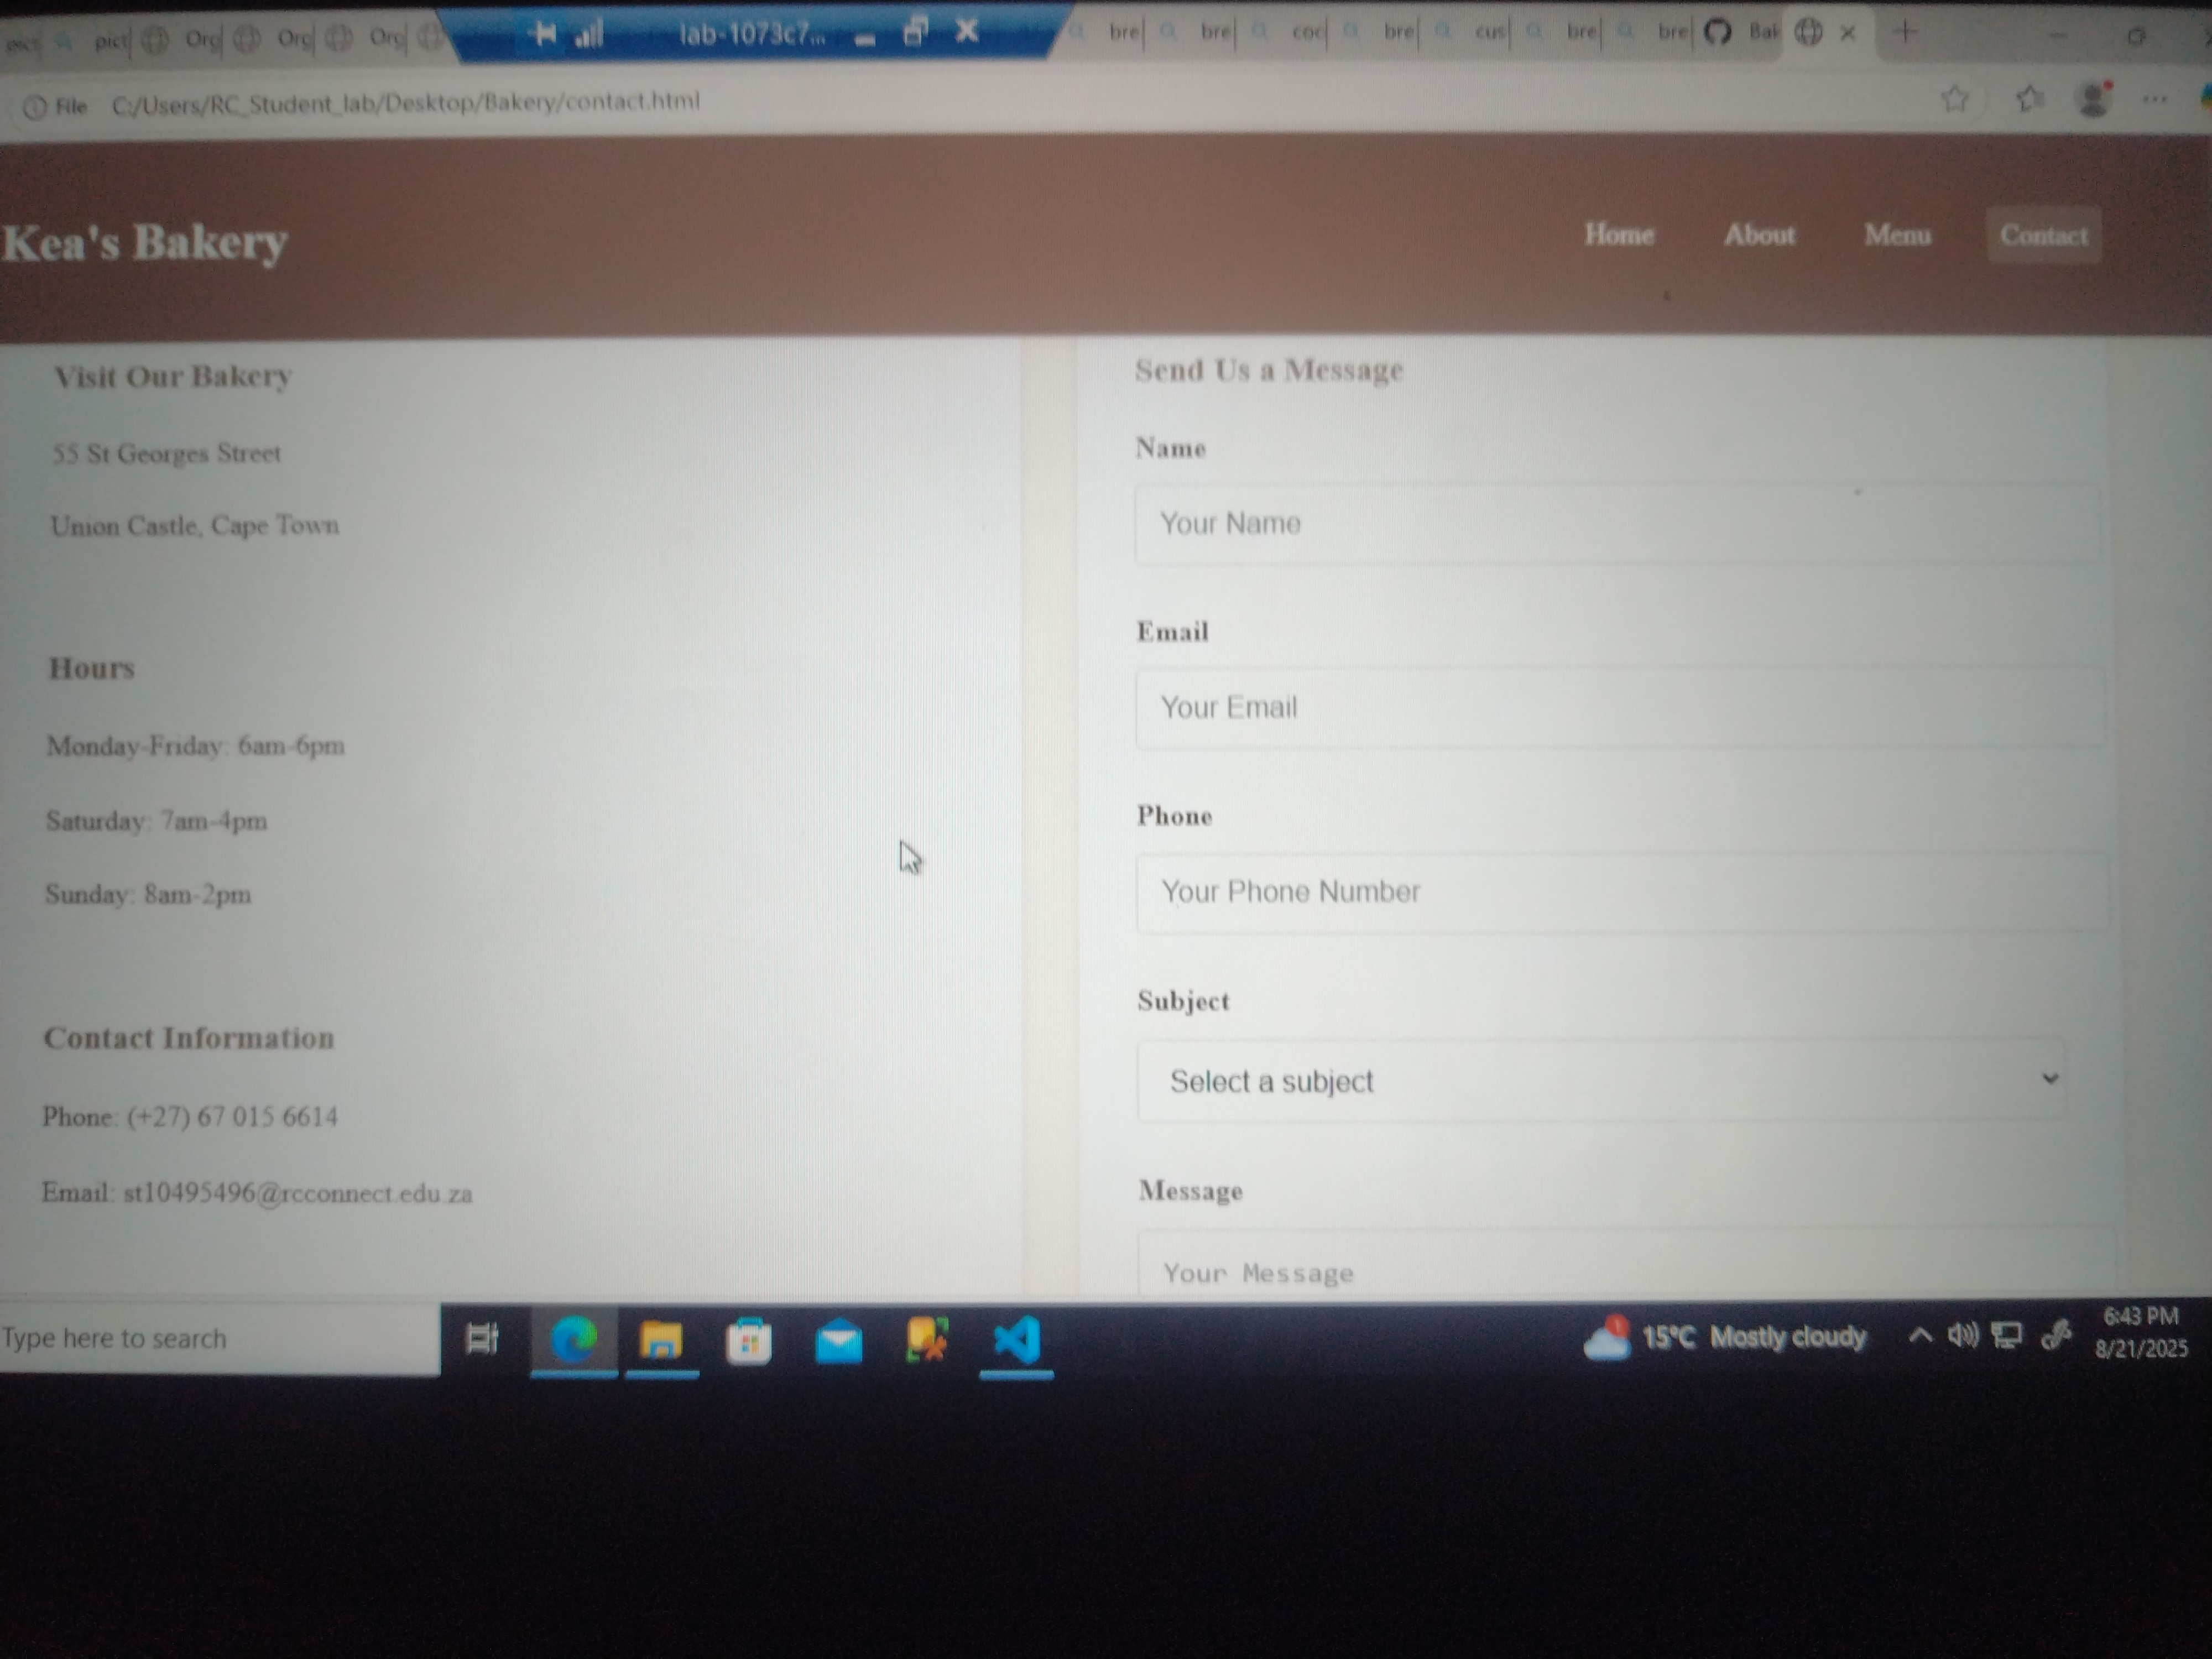 pict
Org
Org
Org
lab-1073c7...
bre
bre
coc
bre
cus
bre
bre
Bak
File C:/Users/RC_Student_lab/Desktop/Bakery/contact.html
Kea's Bakery
Home About Menu Contact
Visit Our Bakery
55 St Georges Street
Union Castle, Cape Town
Hours
Monday-Friday: 6am-6pm
Saturday: 7am-4pm
Sunday: 8am-2pm
Contact Information
Phone: (+27) 67 015 6614
Email: st10495496@rcconnect.edu.za
Send Us a Message
Name
Your Name
Email
Your Email
Phone
Your Phone Number
Subject
Select a subject
Message
Your Message
Type here to search
1
15°C Mostly cloudy
6:43 PM
8/21/2025